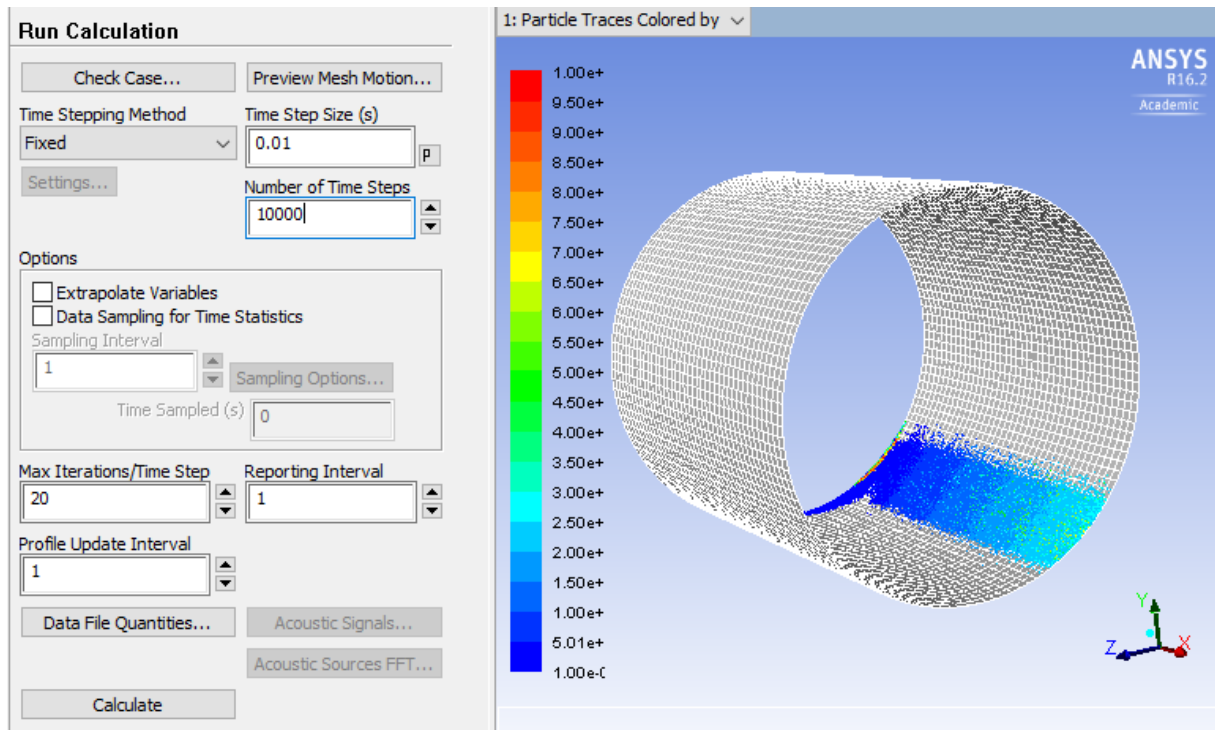 Run Calculation
Check Case...
Preview Mesh Motion...
Time Stepping Method
Time Step Size (s)
Fixed
0.01
P
Settings...
Number of Time Steps
10000
Options
Extrapolate Variables
Data Sampling for Time Statistics
Sampling Interval
1
Sampling Options...
Time Sampled (s)
0
Max Iterations/Time Step
Reporting Interval
20
1
Profile Update Interval
1
Data File Quantities...
Acoustic Signals...
Acoustic Sources FFT...
Calculate
1: Particle Traces Colored by
ANSYS
R16.2
Academic
1.00e+
9.50e+
9.00e+
8.50e+
8.00e+
7.50e+
7.00e+
6.50e+
6.00e+
5.50e+
5.00e+
4.50e+
4.00e+
3.50e+
3.00e+
2.50e+
2.00e+
1.50e+
1.00e+
5.01e+
1.00e-
Y
Z
X